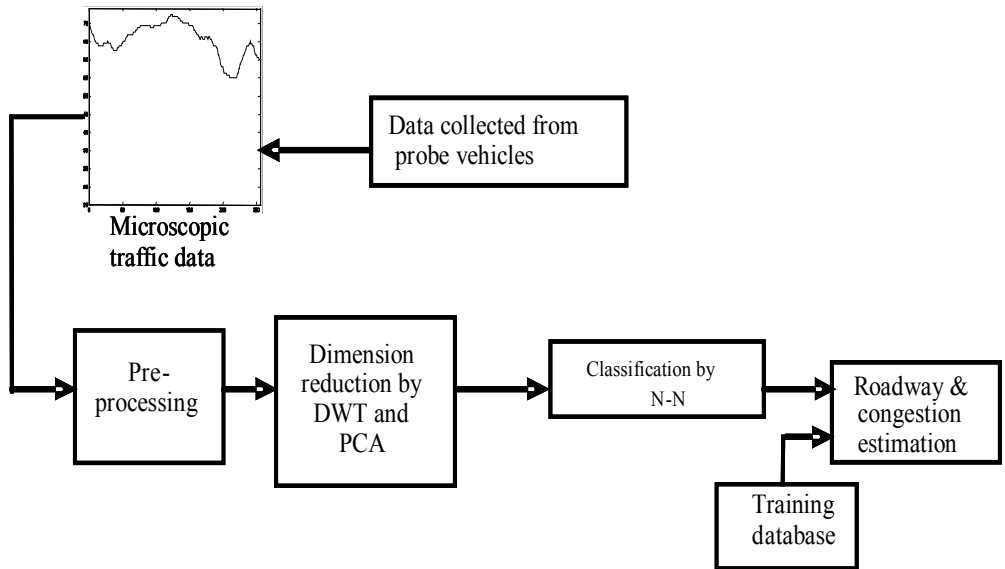 Data collected from
probe vehicles
Microscopic
traffic data
Pre-
processing
Dimension
reduction by
DWT and
PCA
Classification by
N-N
Roadway &
congestion
estimation
Training
database